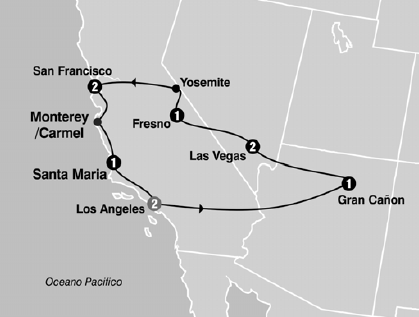 San Francisco
2
Yosemite
Monterey
/Carmel
Fresno
1
Las Vegas
2
Santa Maria
1
1
Gran Cañon
Los Angeles
2
Oceano Pacifico